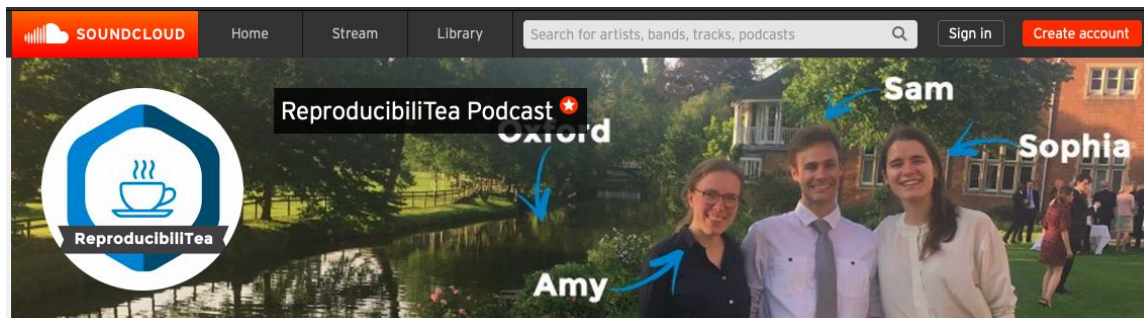 SOUNDCLOUD Home Stream Library Search for artists, bands, tracks, podcasts Sign in Create account
ReproducibiliTea Podcast
Oxford
Sam
Sophia
ReproducibiliTea
Amy